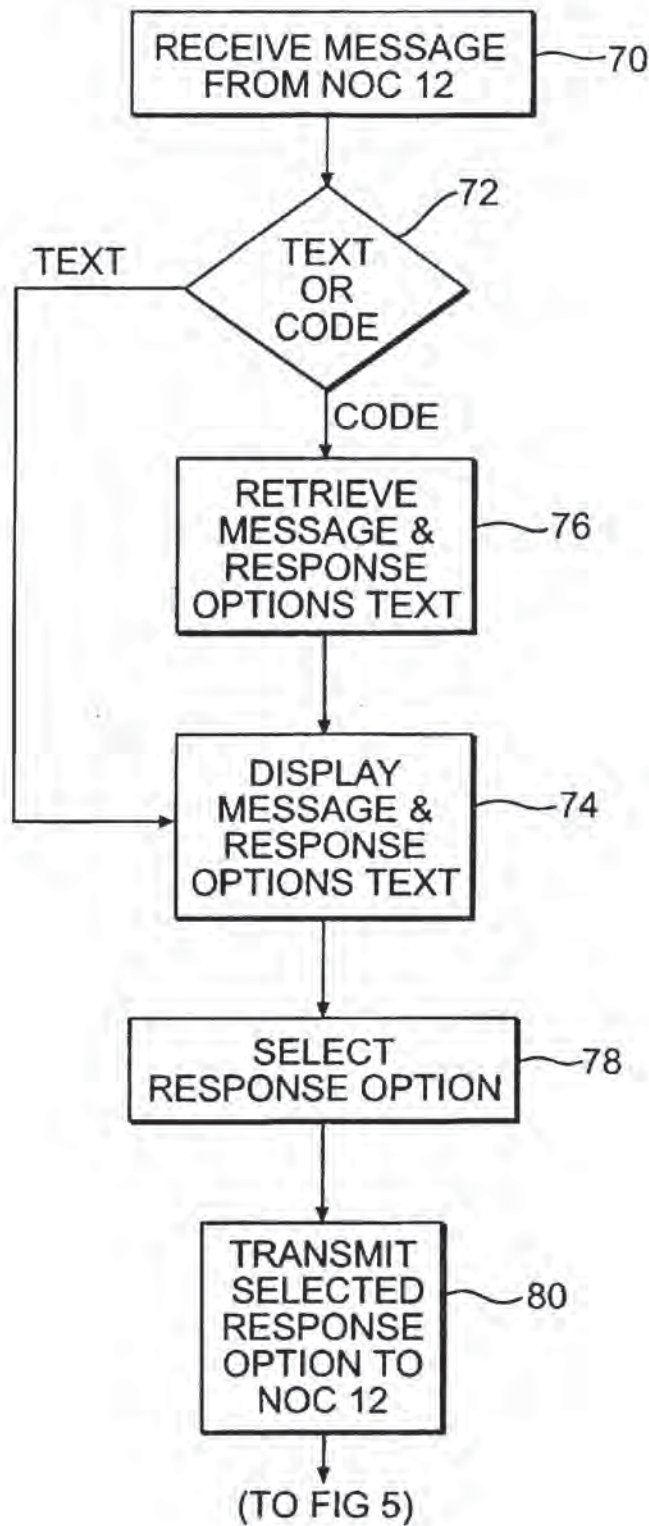 RECEIVE MESSAGE
FROM NOC 12
70
72
TEXT
OR
CODE
TEXT
CODE
RETRIEVE
MESSAGE &
RESPONSE
OPTIONS TEXT
76
DISPLAY
MESSAGE &
RESPONSE
OPTIONS TEXT
74
SELECT
RESPONSE OPTION
78
TRANSMIT
SELECTED
RESPONSE
OPTION TO
NOC 12
80
(TO FIG 5)